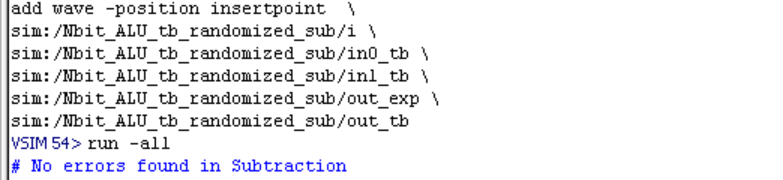 add wave -position insertpoint  \
sim:/Nbit_ALU_tb_randomized_sub/i \
sim:/Nbit_ALU_tb_randomized_sub/in0_tb \
sim:/Nbit_ALU_tb_randomized_sub/in1_tb \
sim:/Nbit_ALU_tb_randomized_sub/out_exp \
sim:/Nbit_ALU_tb_randomized_sub/out_tb
VSIM 54> run -all
# No errors found in Subtraction